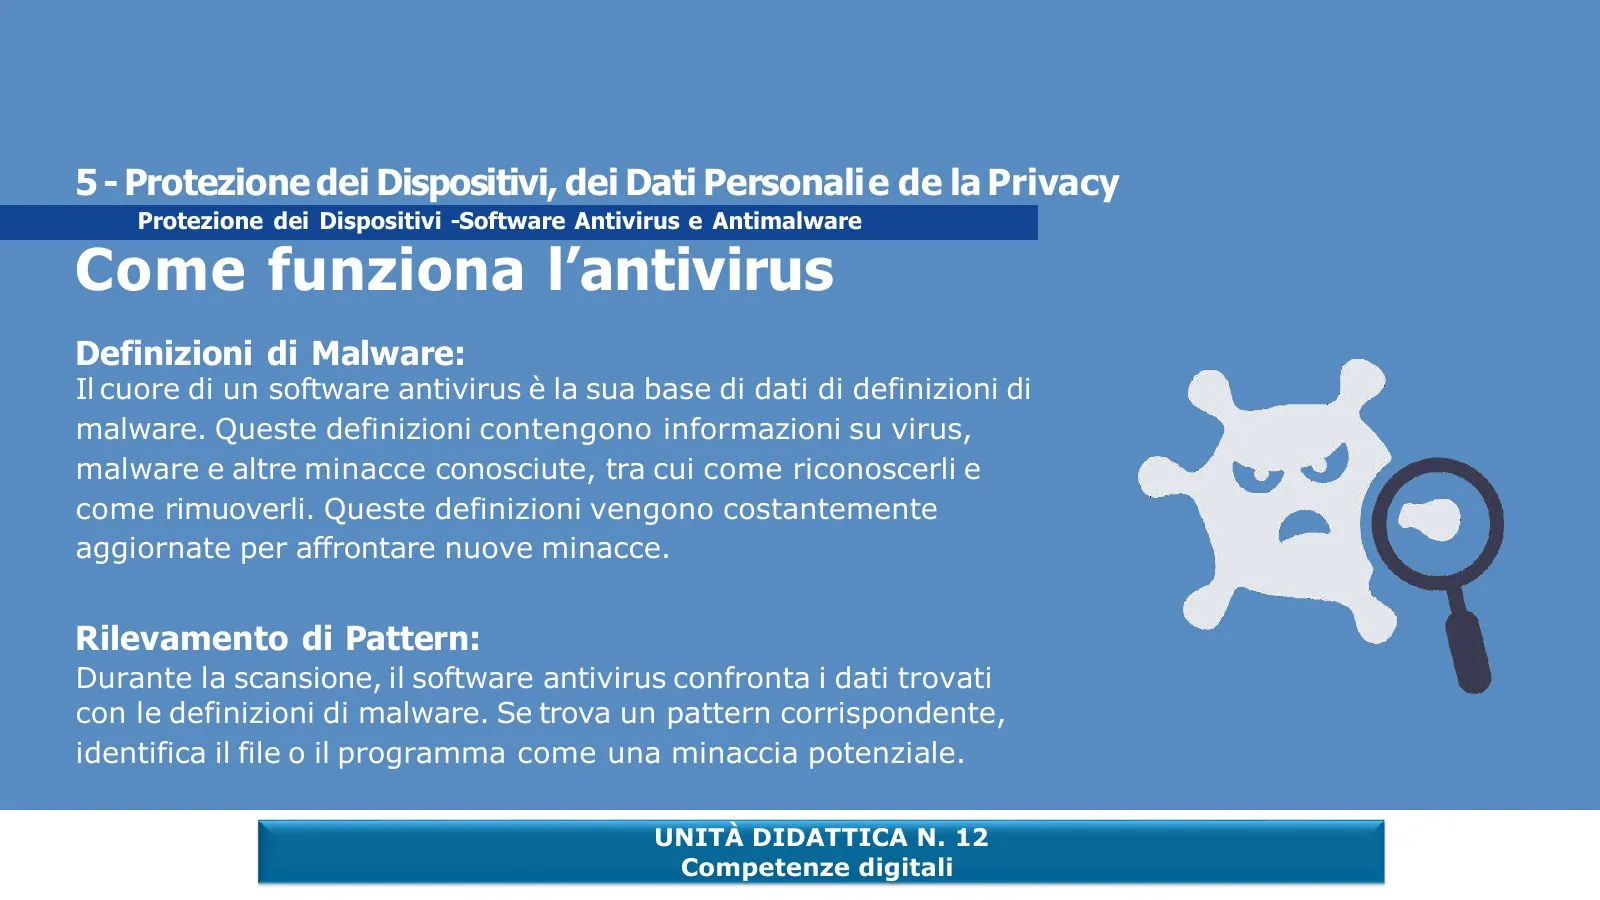 5 - Protezione dei Dispositivi, dei Dati Personali e de la Privacy
Protezione dei Dispositivi -Software Antivirus e Antimalware
Come funziona l’antivirus
Definizioni di Malware:
Il cuore di un software antivirus è la sua base di dati di definizioni di
malware. Queste definizioni contengono informazioni su virus,
malware e altre minacce conosciute, tra cui come riconoscerli e
come rimuoverli. Queste definizioni vengono costantemente
aggiornate per affrontare nuove minacce.
Rilevamento di Pattern:
Durante la scansione, il software antivirus confronta i dati trovati
con le definizioni di malware. Se trova un pattern corrispondente,
identifica il file o il programma come una minaccia potenziale.
UNITÀ DIDATTICA N. 12
Competenze digitali